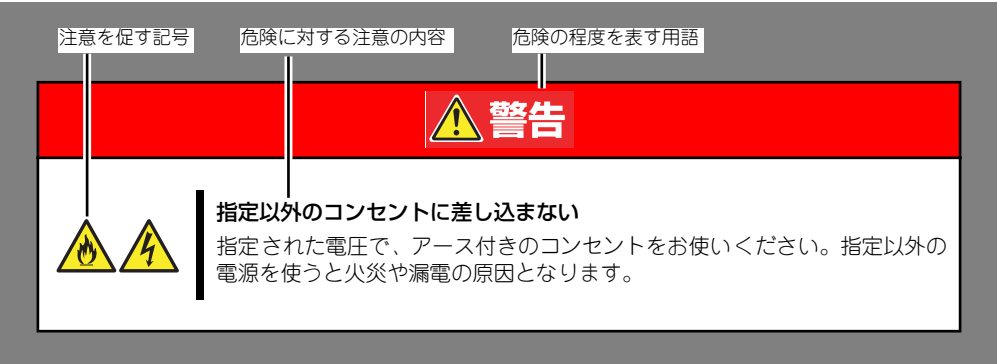 注意を促す記号
危険に対する注意の内容
危険の程度を表す用語
警告
指定以外のコンセントに差し込まない
指定された電圧で、アース付きのコンセントをお使いください。指定以外の
電源を使うと火災や漏電の原因となります。